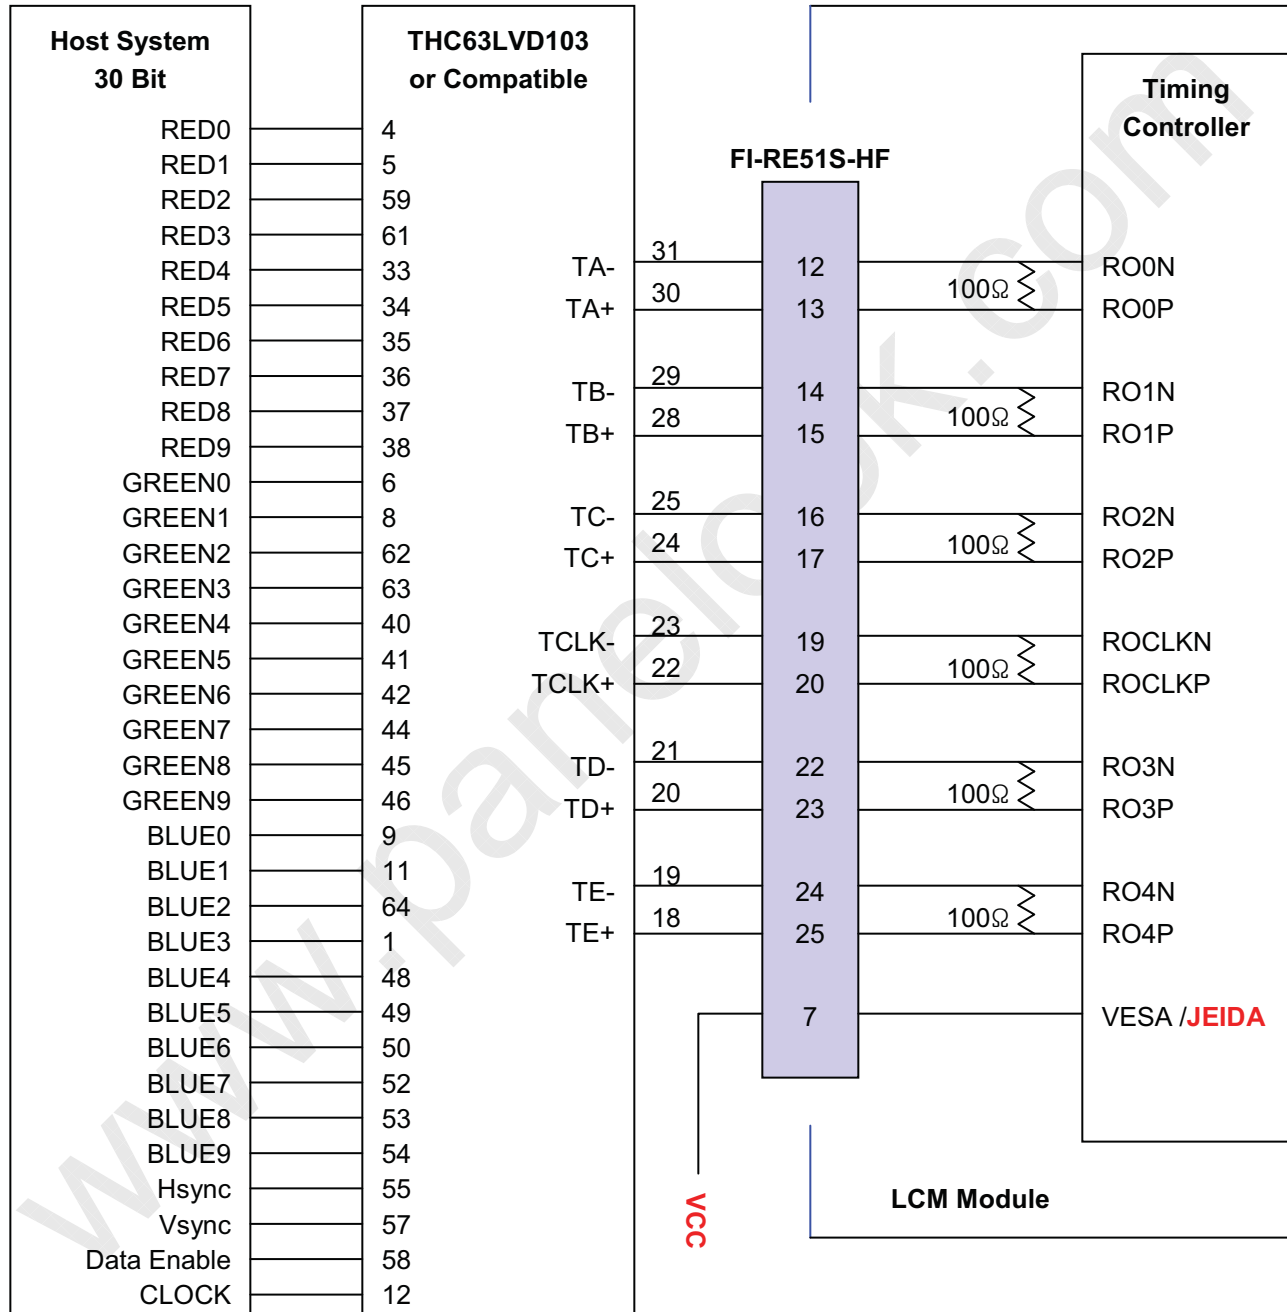 Host System
30 Bit
RED0
RED1
RED2
RED3
RED4
RED5
RED6
RED7
RED8
RED9
GREEN0
GREEN1
GREEN2
GREEN3
GREEN4
GREEN5
GREEN6
GREEN7
GREEN8
GREEN9
BLUE0
BLUE1
BLUE2
BLUE3
BLUE4
BLUE5
BLUE6
BLUE7
BLUE8
BLUE9
Hsync
Vsync
Data Enable
CLOCK
THC63LVD103
or Compatible
4
5
59
61
33
34
35
36
37
38
6
8
62
63
40
41
42
44
45
46
9
11
64
1
48
49
50
52
53
54
55
57
58
12
TA-
TA+
TB-
TB+
TC-
TC+
TCLK-
TCLK+
TD-
TD+
TE-
TE+
31
30
29
28
25
24
23
22
21
20
19
18
VCC
FI-RE51S-HF
12
13
14
15
16
17
19
20
22
23
24
25
7
100Ω
100Ω
100Ω
100Ω
100Ω
100Ω
LCM Module
Timing
Controller
RO0N
RO0P
RO1N
RO1P
RO2N
RO2P
ROCLKN
ROCLKP
RO3N
RO3P
RO4N
RO4P
VESA /JEIDA
www.panelook.com